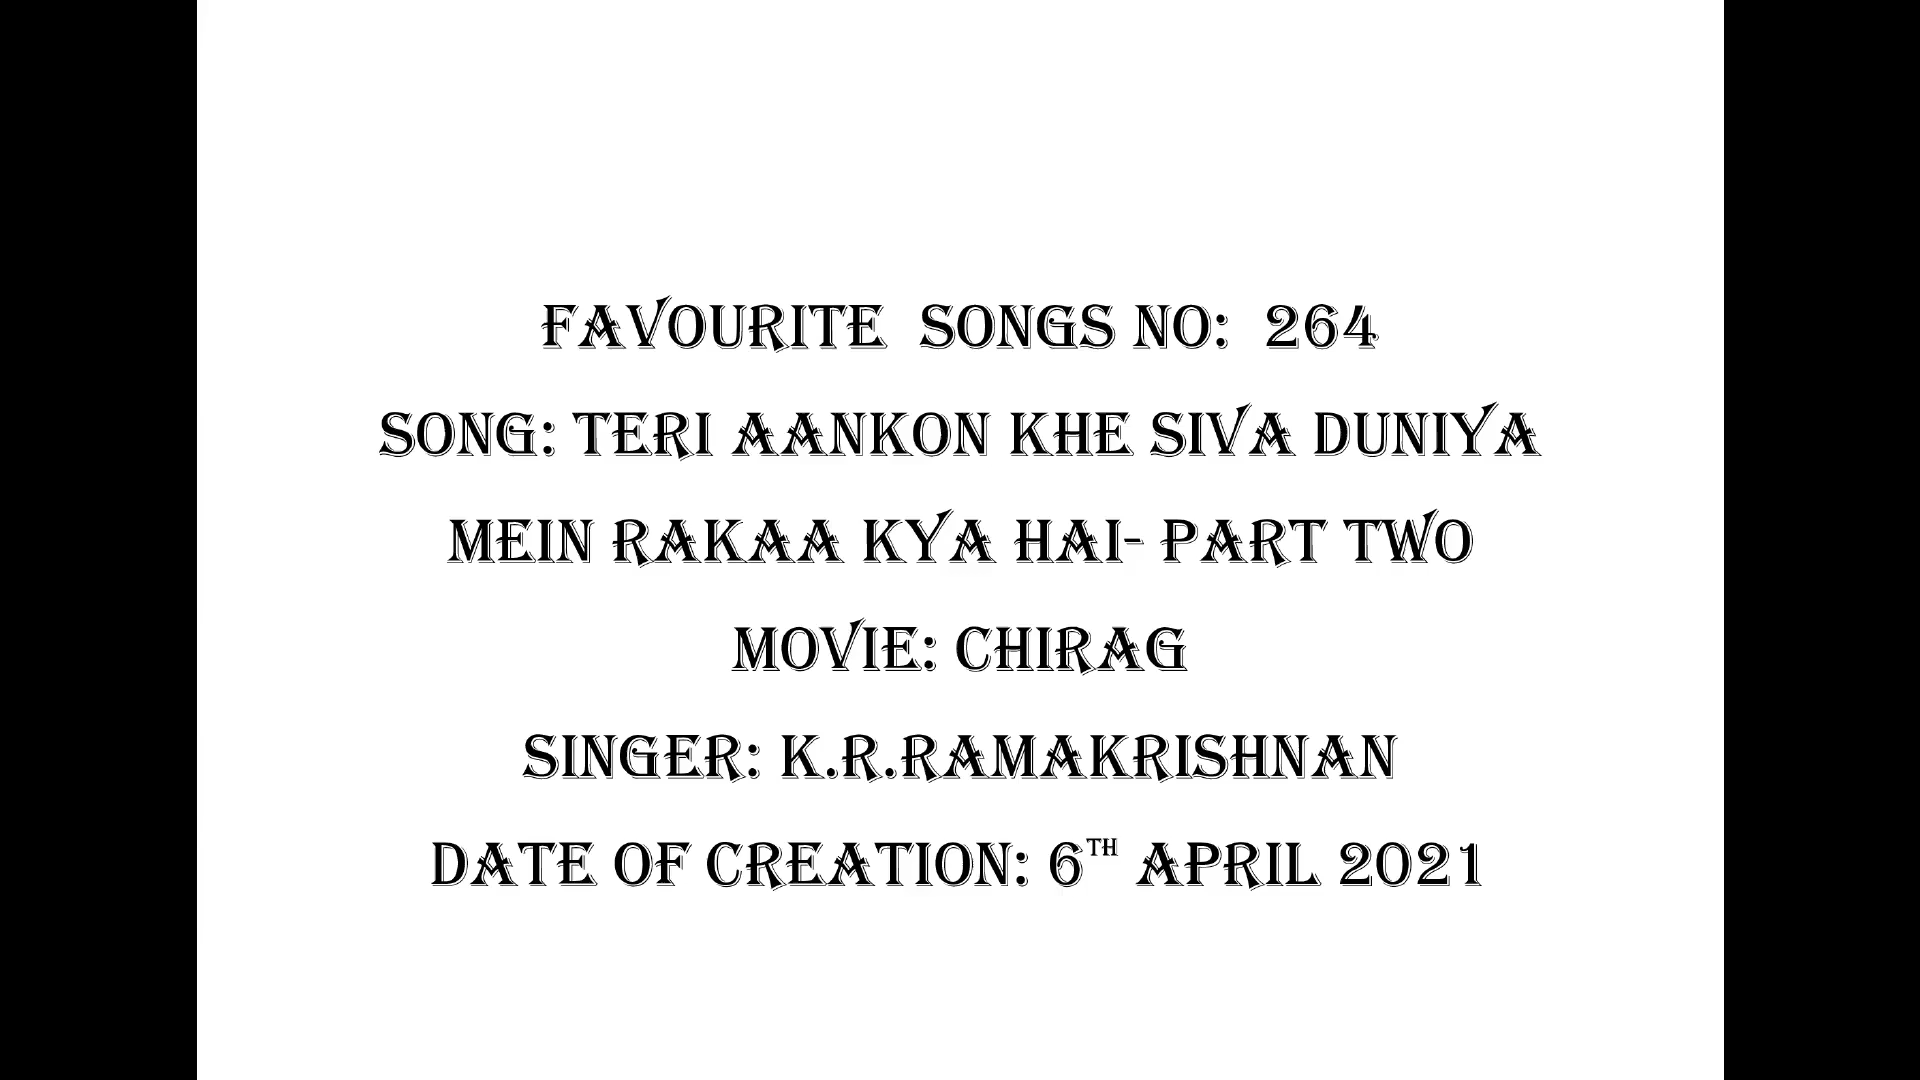 FAVOURITE SONGS NO: 264
SONG: TERI AANKON KHE SIVA DUNIYA
MEIN RAKAA KYA HAI- PART TWO
MOVIE: CHIRAG
SINGER: K.R.RAMAKRISHNAN
DATE OF CREATION: 6TH APRIL 2021